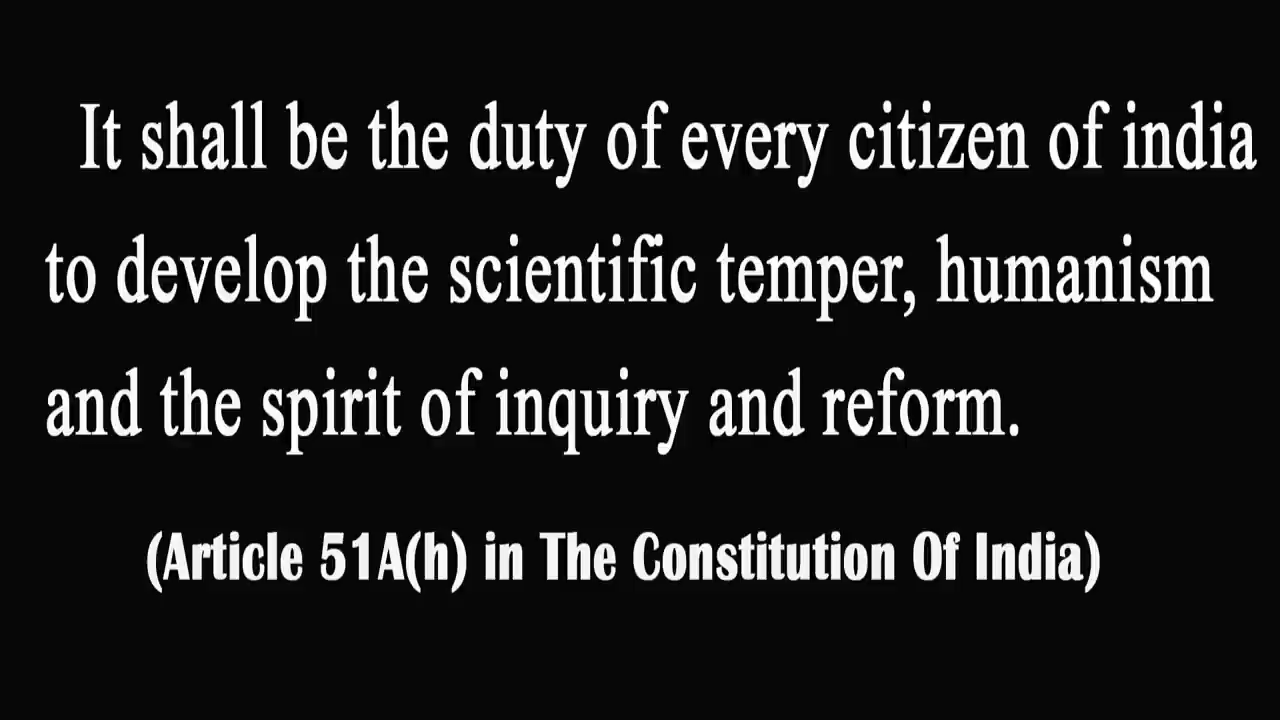 It shall be the duty of every citizen of india
to develop the scientific temper, humanism
and the spirit of inquiry and reform.
(Article 51A(h) in The Constitution Of India)